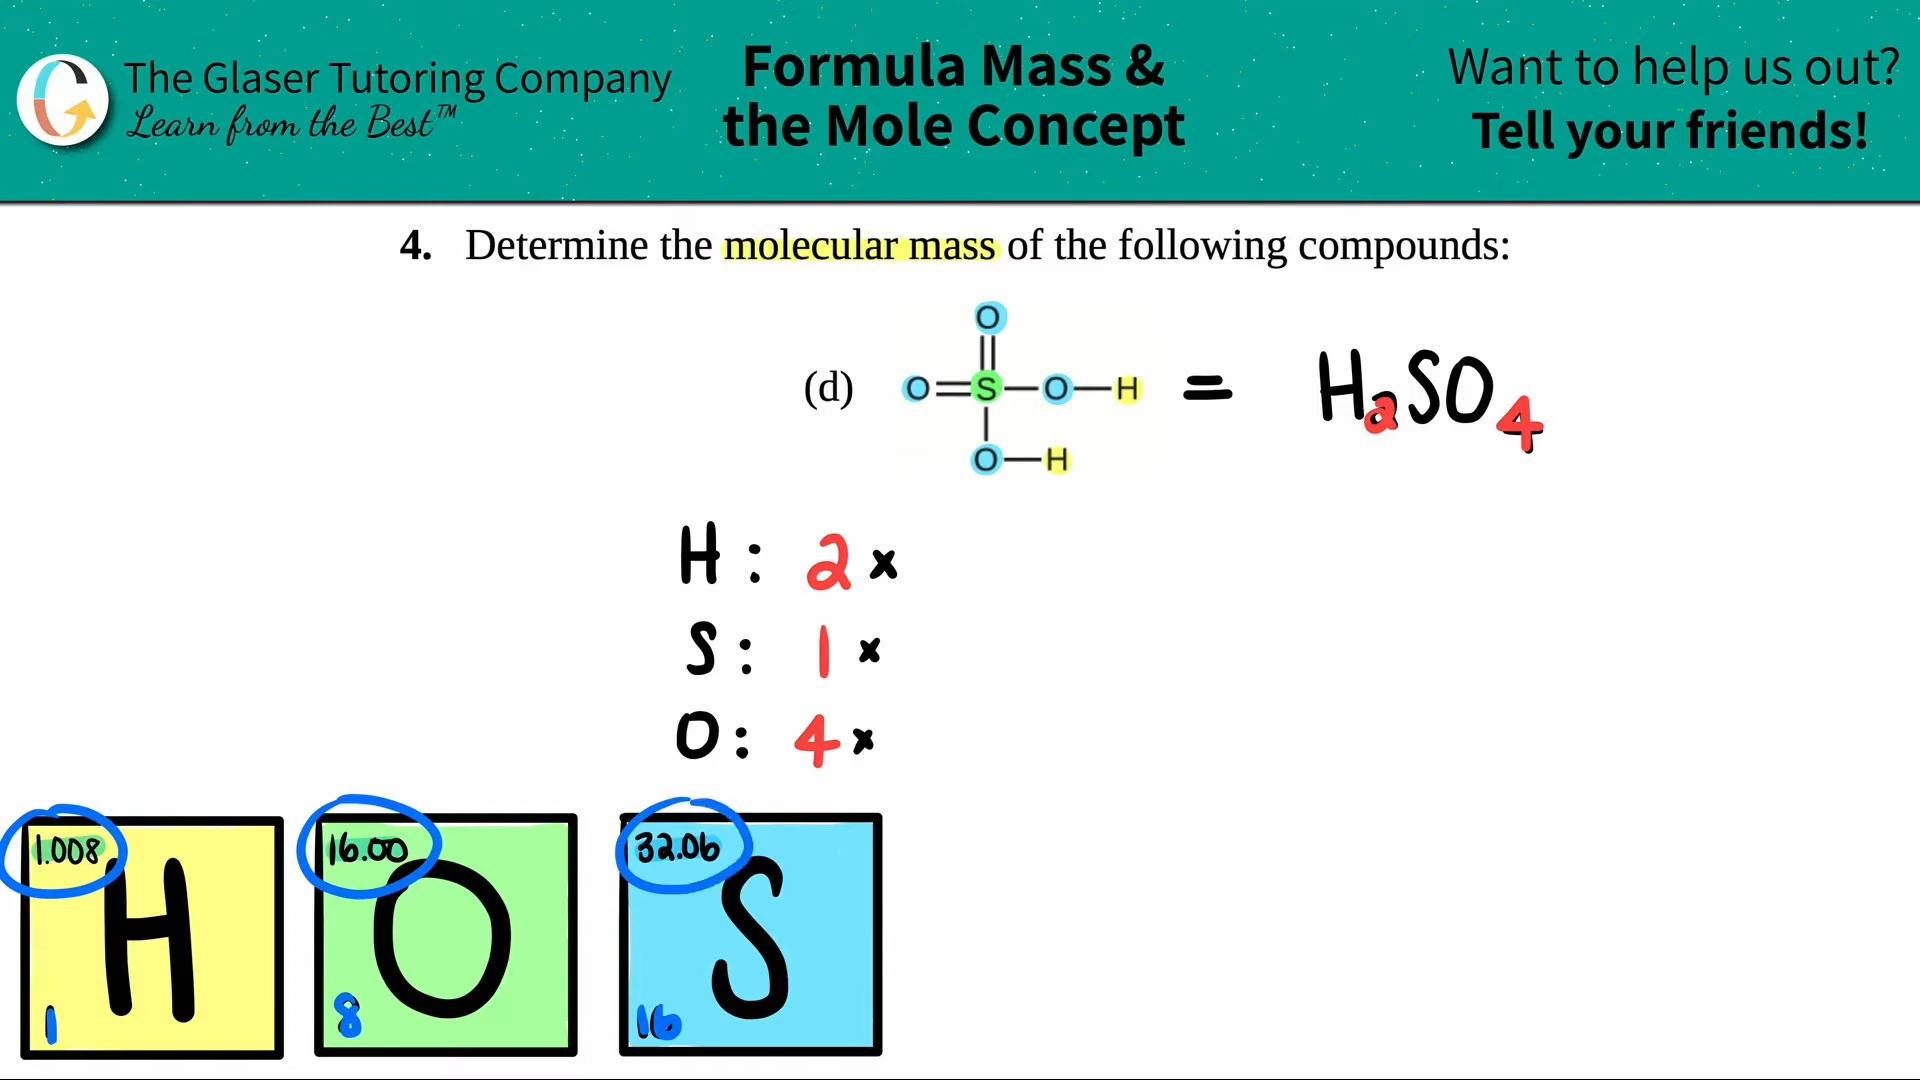 The Glaser Tutoring Company
Learn from the Best™
Formula Mass &
the Mole Concept
Want to help us out?
Tell your friends!
4. Determine the molecular mass of the following compounds:
(d)
O
O S O H
O H
= H₂SO₄
H: 2 ×
S: 1 ×
O: 4 ×
1.008
H
1
16.00
O
8
32.06
S
16